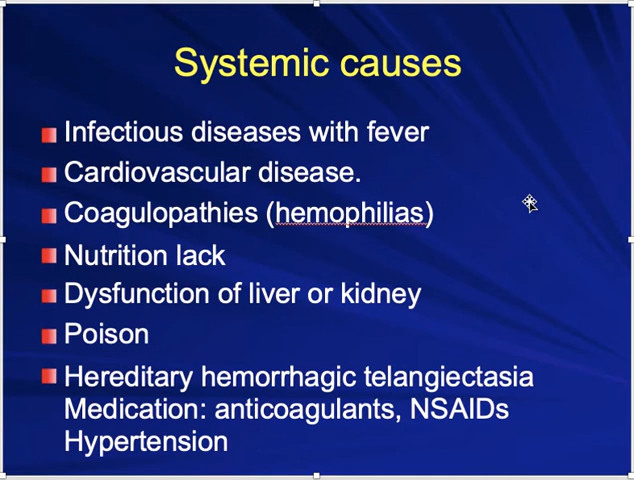 Systemic causes
Infectious diseases with fever
Cardiovascular disease.
Coagulopathies (hemophilias)
Nutrition lack
Dysfunction of liver or kidney
Poison
Hereditary hemorrhagic telangiectasia
Medication: anticoagulants, NSAIDs
Hypertension